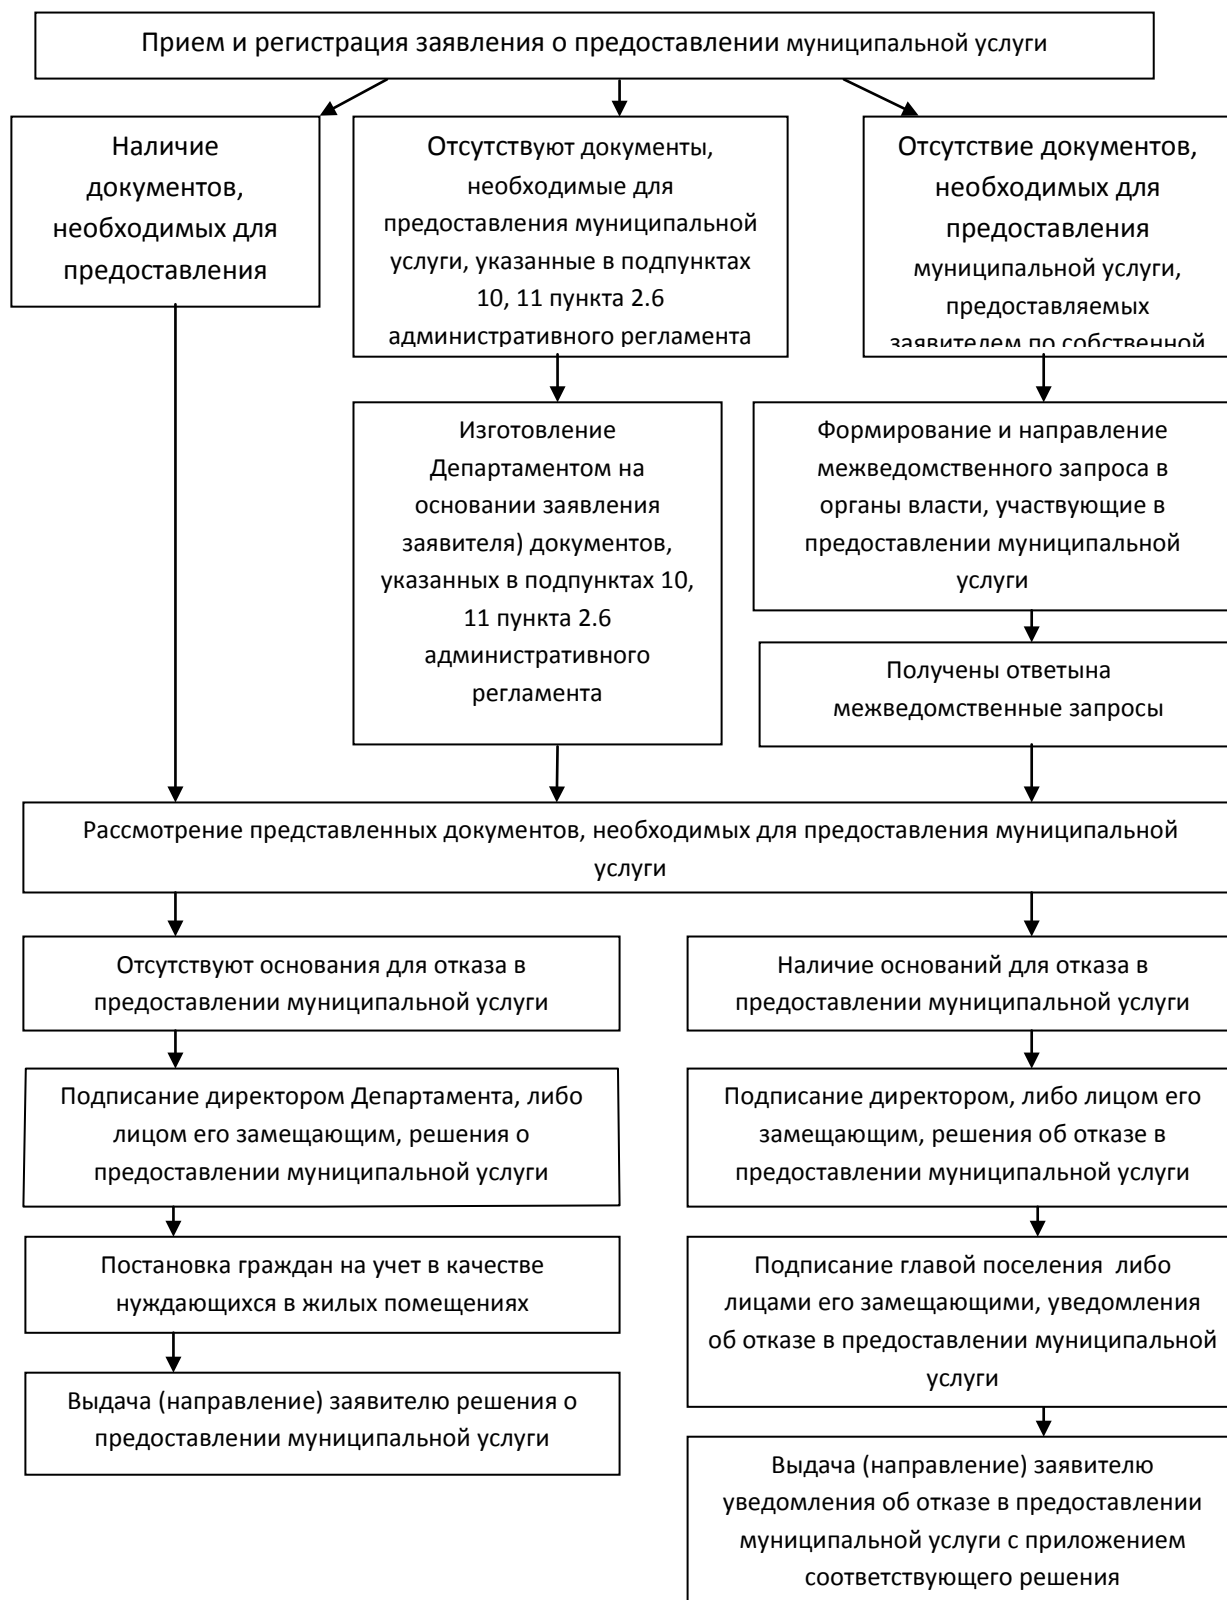 Прием и регистрация заявления о предоставлении муниципальной услуги
Наличие
документов,
необходимых для
предоставления
Отсутствуют документы,
необходимые для
предоставления муниципальной
услуги, указанные в подпунктах
10, 11 пункта 2.6
административного регламента
Отсутствие документов,
необходимых для
предоставления
муниципальной услуги,
предоставляемых
заявителем по собственной
Изготовление
Департаментом на
основании заявления
заявителя) документов,
указанных в подпунктах 10,
11 пункта 2.6
административного
регламента
Формирование и направление
межведомственного запроса в
органы власти, участвующие в
предоставлении муниципальной
услуги
Получены ответына
межведомственные запросы
Рассмотрение представленных документов, необходимых для предоставления муниципальной
услуги
Отсутствуют основания для отказа в
предоставлении муниципальной услуги
Наличие оснований для отказа в
предоставлении муниципальной услуги
Подписание директором Департамента, либо
лицом его замещающим, решения о
предоставлении муниципальной услуги
Подписание директором, либо лицом его
замещающим, решения об отказе в
предоставлении муниципальной услуги
Постановка граждан на учет в качестве
нуждающихся в жилых помещениях
Подписание главой поселения  либо
лицами его замещающими, уведомления
об отказе в предоставлении муниципальной
услуги
Выдача (направление) заявителю решения о
предоставлении муниципальной услуги
Выдача (направление) заявителю
уведомления об отказе в предоставлении
муниципальной услуги с приложением
соответствующего решения